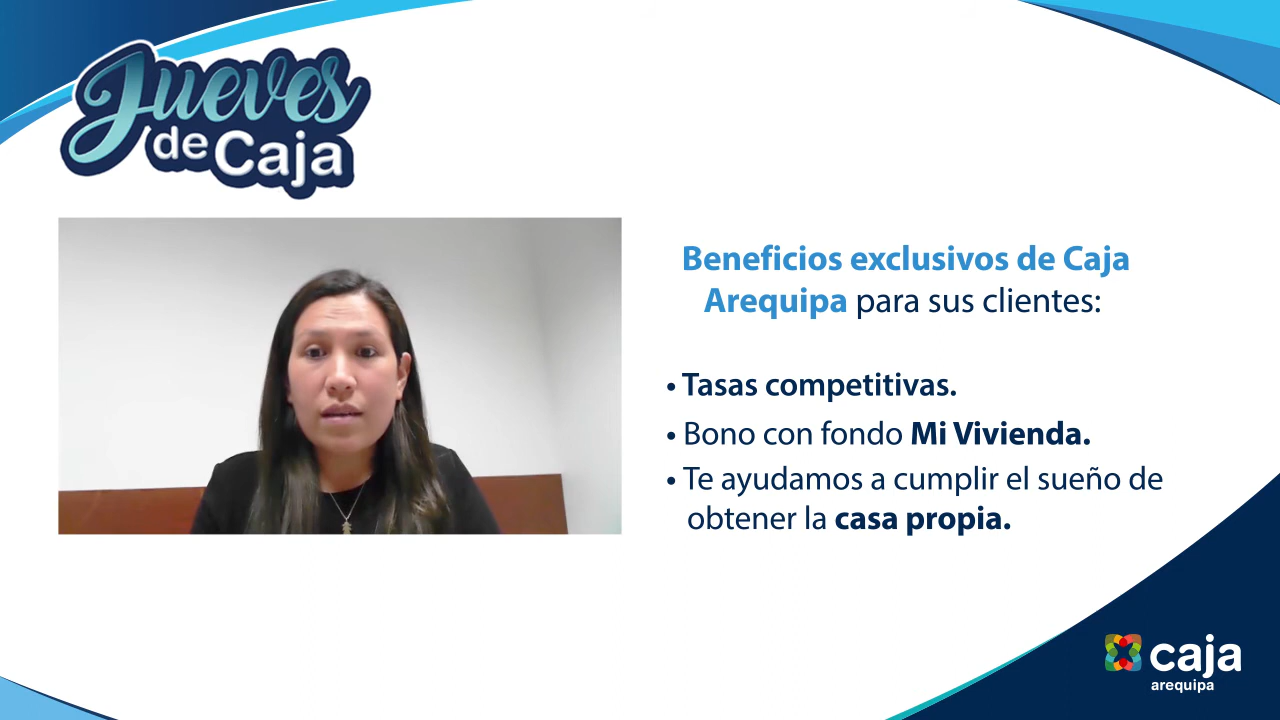 Jueves
de Caja
Beneficios exclusivos de Caja
Arequipa para sus clientes:
• Tasas competitivas.
• Bono con fondo Mi Vivienda.
• Te ayudamos a cumplir el sueño de
obtener la casa propia.
caja
arequipa